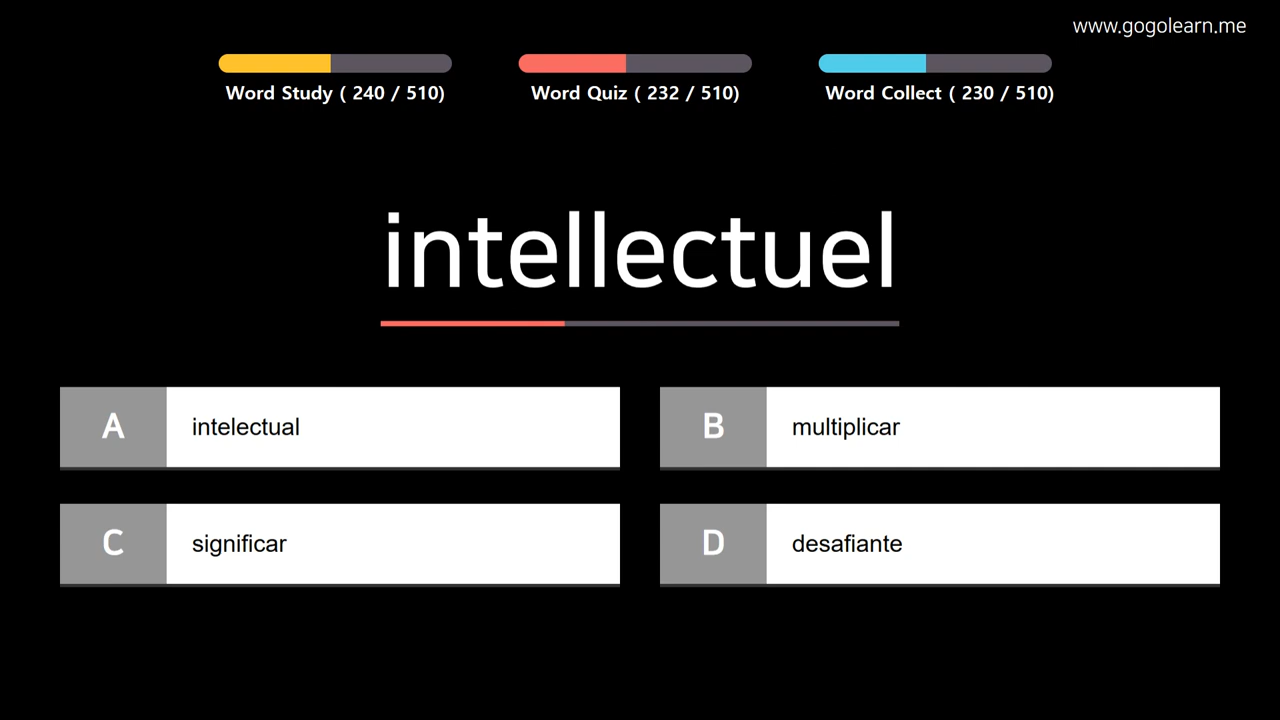 www.gogolearn.me
Word Study ( 240 / 510)
Word Quiz ( 232 / 510)
Word Collect ( 230 / 510)
intellectuel
A intelectual
B multiplicar
C significar
D desafiante